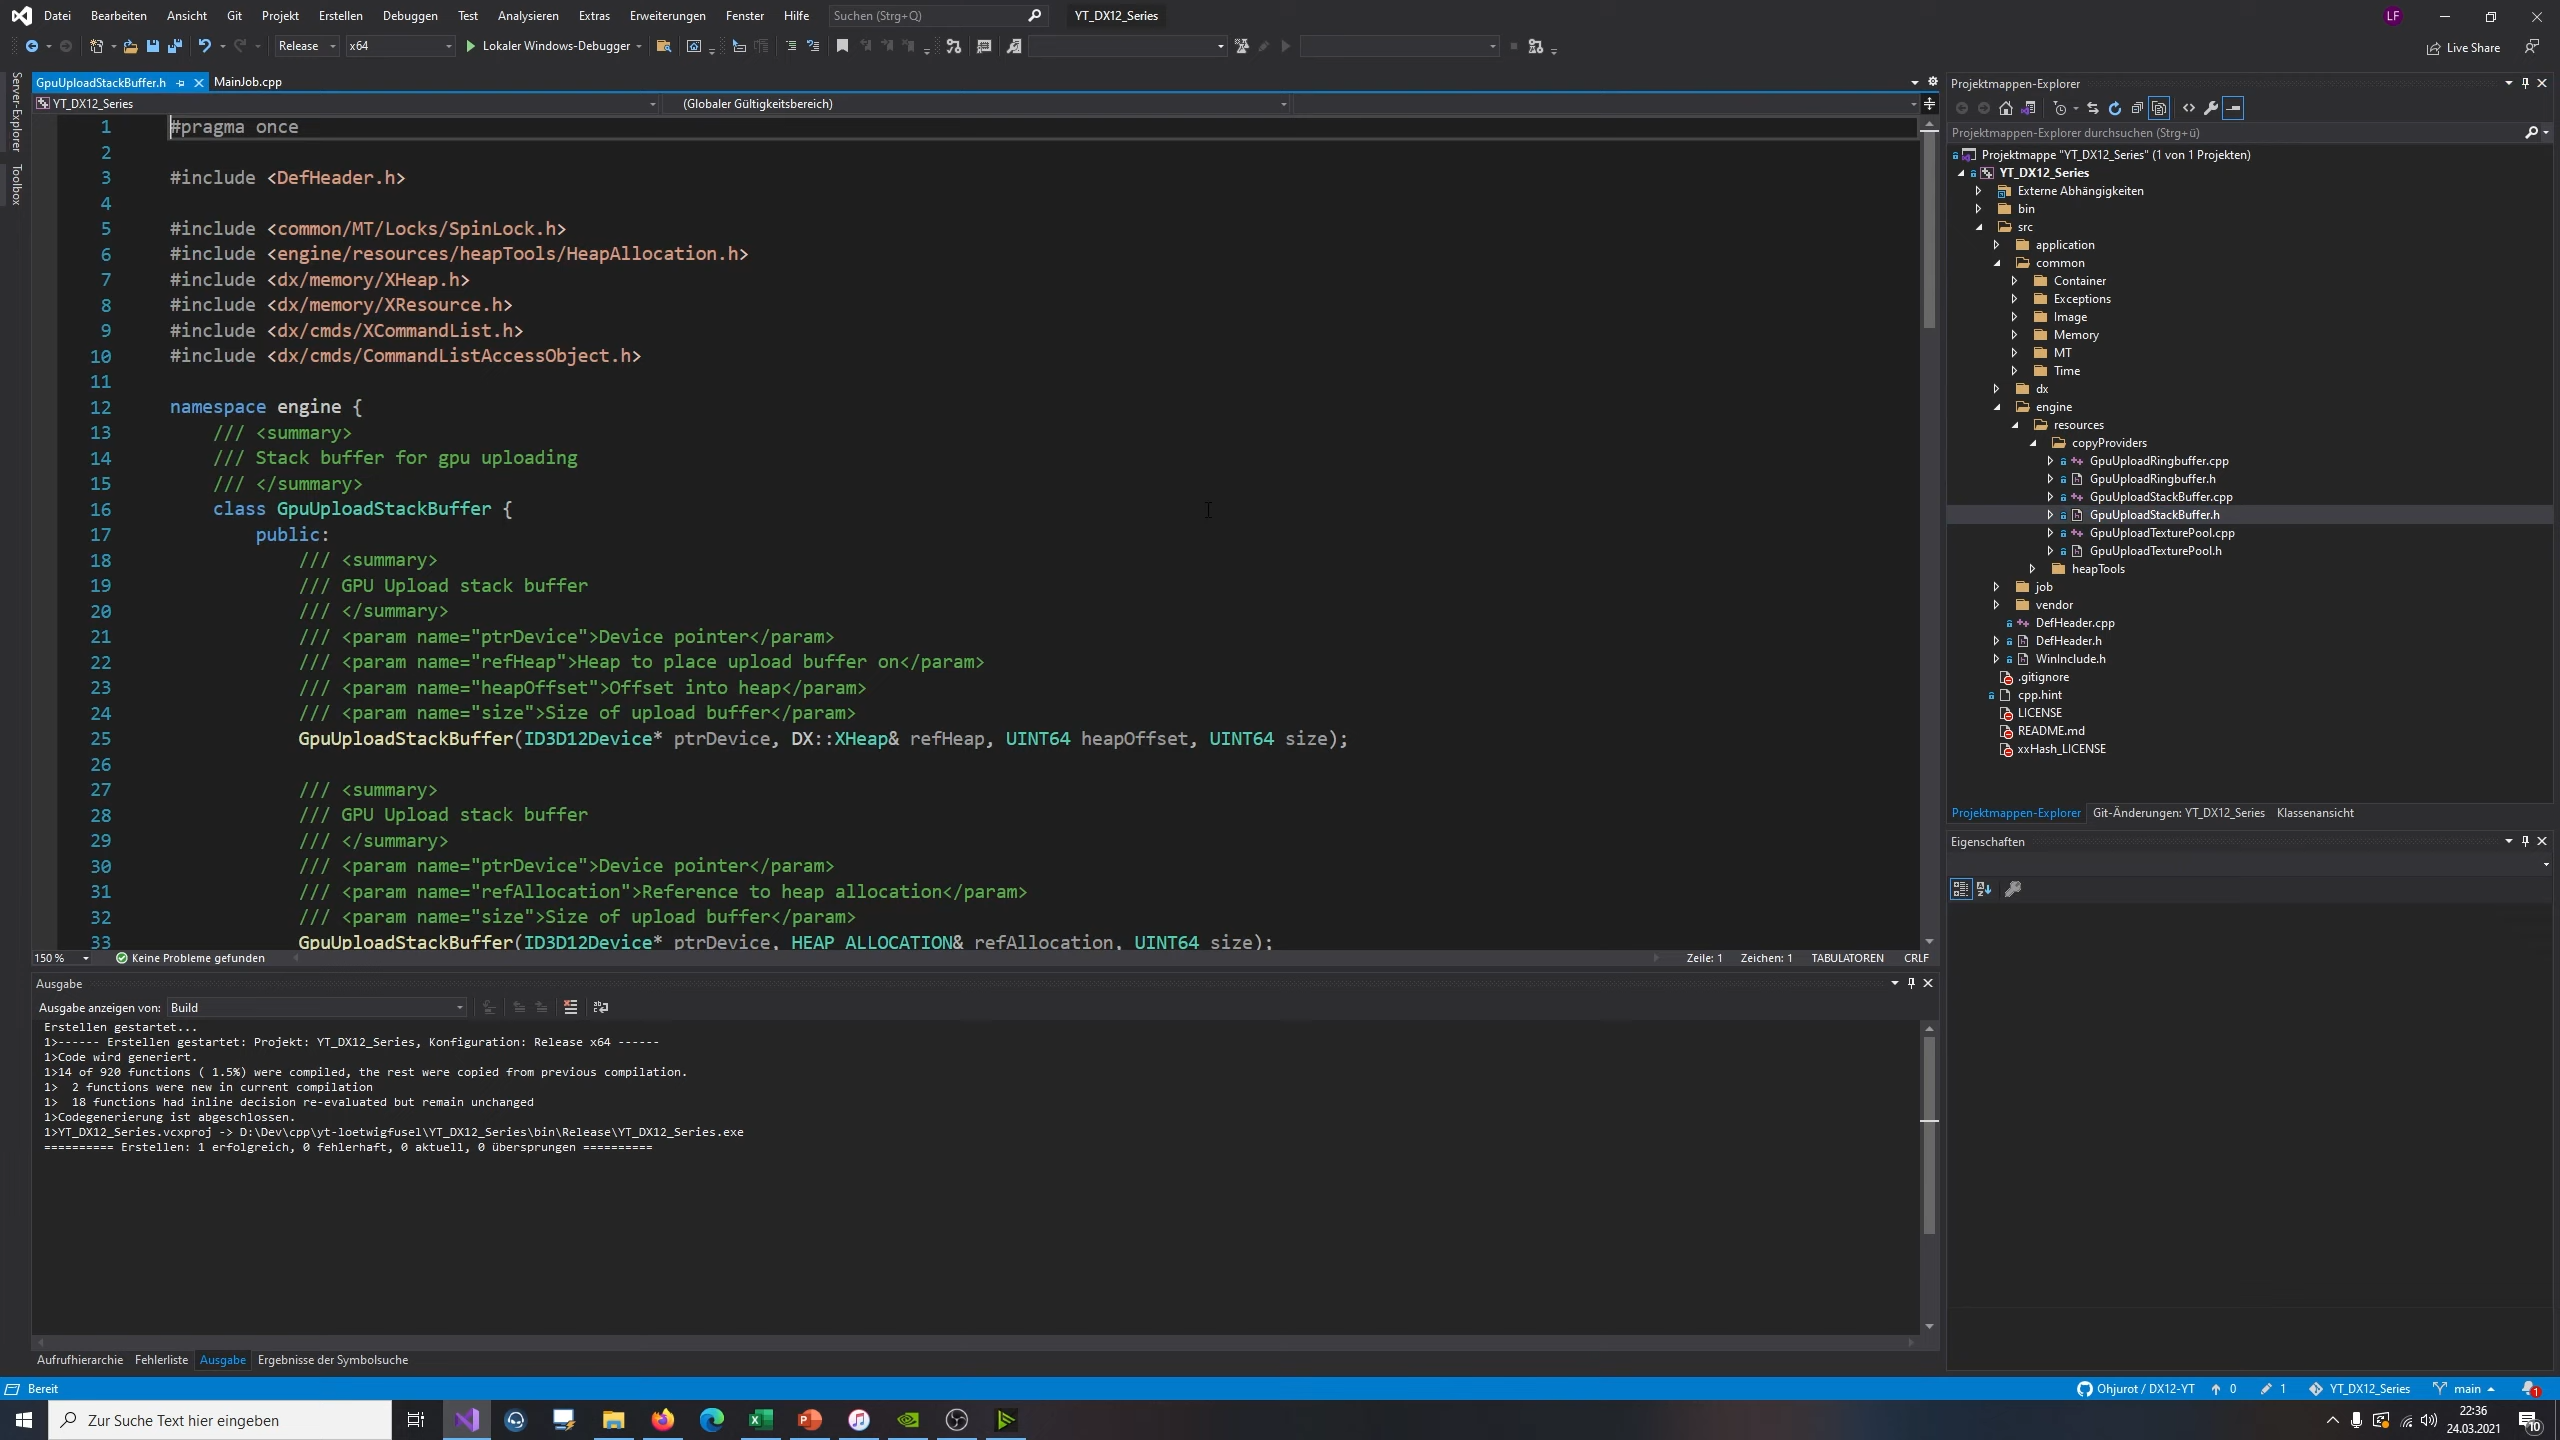 Datei Bearbeiten Ansicht Git Projekt Erstellen Debuggen Test Analysieren Extras Erweiterungen Fenster Hilfe Suchen (Strg+Q) YT_DX12_Series LF
Release x64 Lokaler Windows-Debugger Live Share
Server-Explorer
Toolbox
GpuUploadStackBuffer.h MainJob.cpp
YT_DX12_Series (Globaler Gültigkeitsbereich)
1 #pragma once
2
3 #include <DefHeader.h>
4
5 #include <common/MT/Locks/SpinLock.h>
6 #include <engine/resources/heapTools/HeapAllocation.h>
7 #include <dx/memory/XHeap.h>
8 #include <dx/memory/XResource.h>
9 #include <dx/cmds/XCommandList.h>
10 #include <dx/cmds/CommandListAccessObject.h>
11
12 namespace engine {
13 /// <summary>
14 /// Stack buffer for gpu uploading
15 /// </summary>
16 class GpuUploadStackBuffer {
17 public:
18 /// <summary>
19 /// GPU Upload stack buffer
20 /// </summary>
21 /// <param name="ptrDevice">Device pointer</param>
22 /// <param name="refHeap">Heap to place upload buffer on</param>
23 /// <param name="heapOffset">Offset into heap</param>
24 /// <param name="size">Size of upload buffer</param>
25 GpuUploadStackBuffer(ID3D12Device* ptrDevice, DX::XHeap& refHeap, UINT64 heapOffset, UINT64 size);
26
27 /// <summary>
28 /// GPU Upload stack buffer
29 /// </summary>
30 /// <param name="ptrDevice">Device pointer</param>
31 /// <param name="refAllocation">Reference to heap allocation</param>
32 /// <param name="size">Size of upload buffer</param>
33 GpuUploadStackBuffer(ID3D12Device* ptrDevice, HEAP_ALLOCATION& refAllocation, UINT64 size);
150 % Keine Probleme gefunden Zeile: 1 Zeichen: 1 TABULATOREN CRLF
Ausgabe
Ausgabe anzeigen von: Build
Erstellen gestartet...
1>------ Erstellen gestartet: Projekt: YT_DX12_Series, Konfiguration: Release x64 ------
1>Code wird generiert.
1>14 of 920 functions ( 1.5%) were compiled, the rest were copied from previous compilation.
1>  2 functions were new in current compilation
1>  18 functions had inline decision re-evaluated but remain unchanged
1>Codegenerierung ist abgeschlossen.
1>YT_DX12_Series.vcxproj -> D:\Dev\cpp\yt-loetwigfusel\YT_DX12_Series\bin\Release\YT_DX12_Series.exe
========== Erstellen: 1 erfolgreich, 0 fehlerhaft, 0 aktuell, 0 übersprungen ==========
Aufrufhierarchie Fehlerliste Ausgabe Ergebnisse der Symbolsuche
Projektmappen-Explorer
Projektmappen-Explorer durchsuchen (Strg+ü)
Projektmappe "YT_DX12_Series" (1 von 1 Projekten)
YT_DX12_Series
Externe Abhängigkeiten
bin
src
application
common
Container
Exceptions
Image
Memory
MT
Time
dx
engine
resources
copyProviders
GpuUploadRingbuffer.cpp
GpuUploadRingbuffer.h
GpuUploadStackBuffer.cpp
GpuUploadStackBuffer.h
GpuUploadTexturePool.cpp
GpuUploadTexturePool.h
heapTools
job
vendor
DefHeader.cpp
DefHeader.h
WinInclude.h
.gitignore
cpp.hint
LICENSE
README.md
xxHash_LICENSE
Projektmappen-Explorer Git-Änderungen: YT_DX12_Series Klassenansicht
Eigenschaften
Bereit Ohjurot / DX12-YT 0 1 YT_DX12_Series main 1
Zur Suche Text hier eingeben
22:36
24.03.2021
10